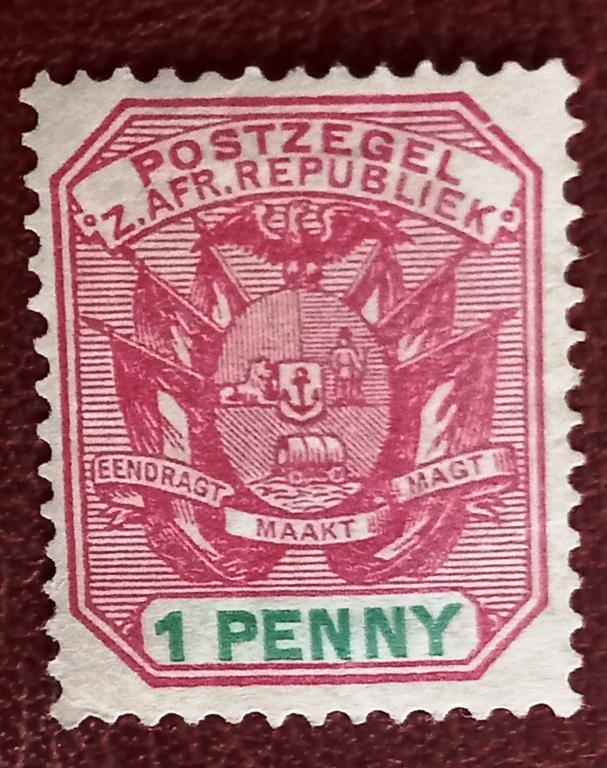 POSTZEGEL
Z. AFR. REPUBLIEK
EENDRAGT MAAKT MAGT
1 PENNY